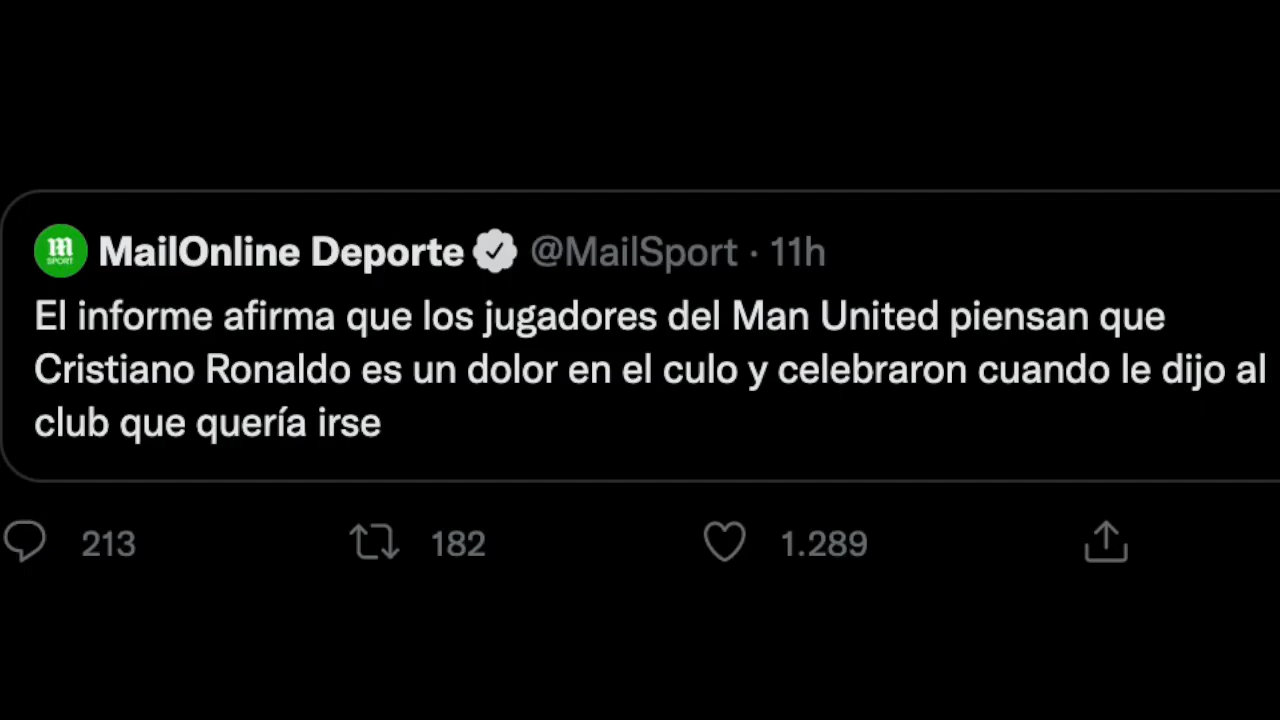 m
SPORT
MailOnline Deporte @MailSport · 11h
El informe afirma que los jugadores del Man United piensan que
Cristiano Ronaldo es un dolor en el culo y celebraron cuando le dijo al
club que quería irse
213 182 1.289